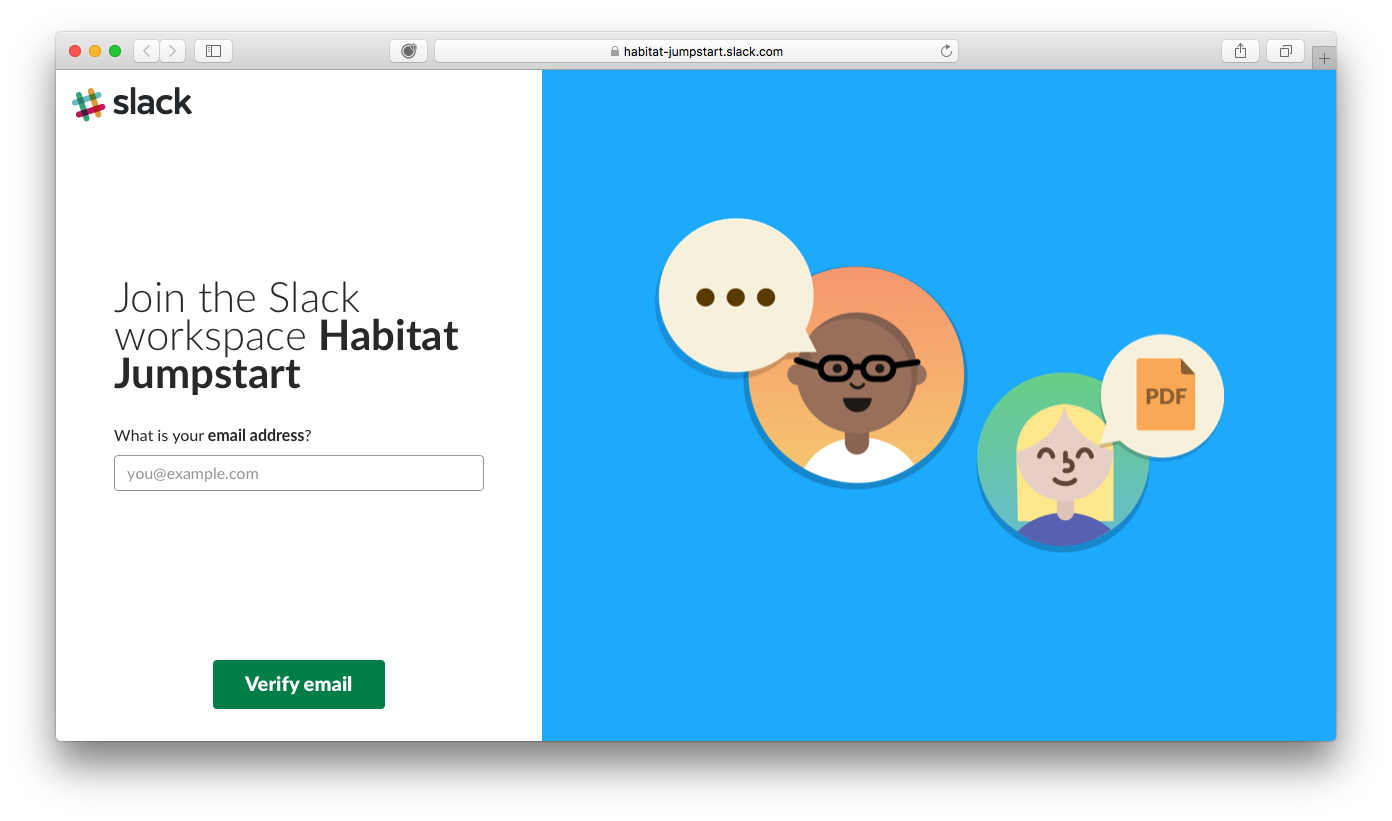 habitat-jumpstart.slack.com
slack
Join the Slack
workspace Habitat
Jumpstart
What is your email address?
you@example.com
Verify email
PDF